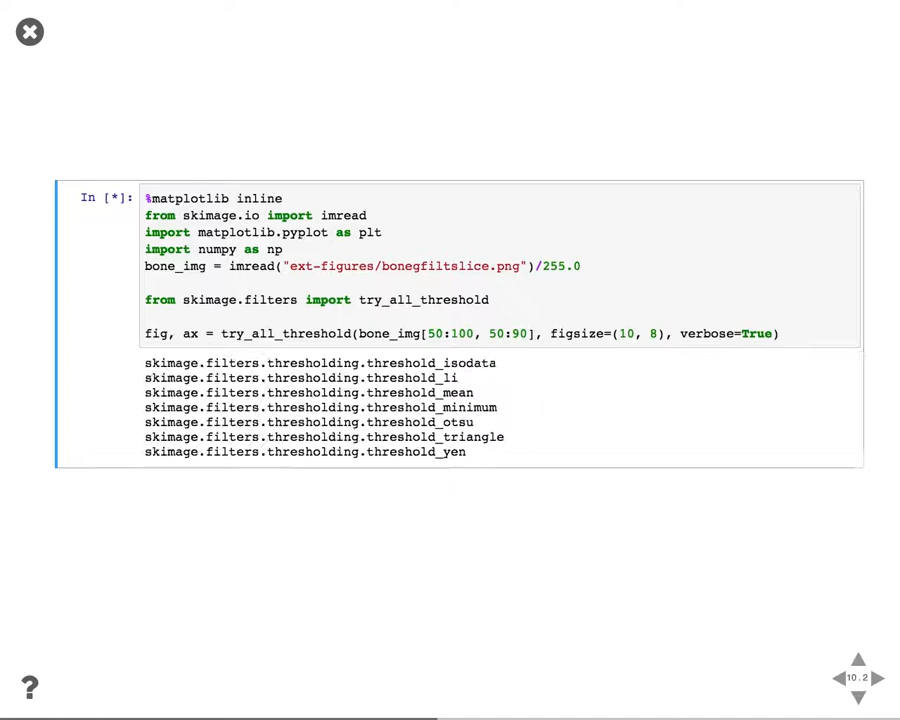 In [*]:
%matplotlib inline
from skimage.io import imread
import matplotlib.pyplot as plt
import numpy as np
bone_img = imread("ext-figures/bonegfiltslice.png")/255.0
from skimage.filters import try_all_threshold
fig, ax = try_all_threshold(bone_img[50:100, 50:90], figsize=(10, 8), verbose=True)
skimage.filters.thresholding.threshold_isodata
skimage.filters.thresholding.threshold_li
skimage.filters.thresholding.threshold_mean
skimage.filters.thresholding.threshold_minimum
skimage.filters.thresholding.threshold_otsu
skimage.filters.thresholding.threshold_triangle
skimage.filters.thresholding.threshold_yen
?
10.2